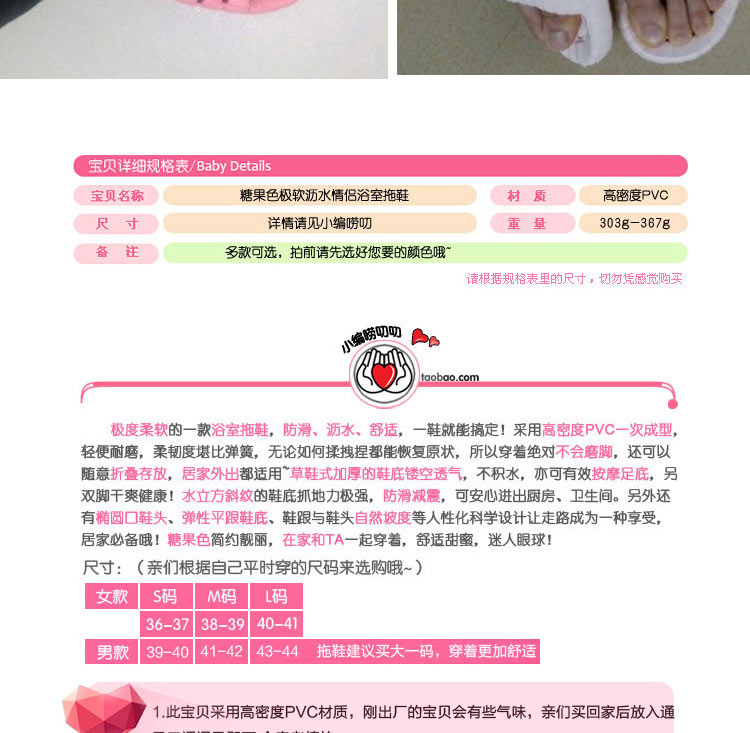 宝贝详细规格表/Baby Details
宝贝名称 糖果色极软沥水情侣浴室拖鞋 材 质 高密度PVC
尺 寸 详情请见小编唠叨 重 量 303g-367g
备 注 多款可选，拍前请先选好您要的颜色哦~
请根据规格表里的尺寸，切勿凭感觉购买
小编唠叨
taobao.com
极度柔软的一款浴室拖鞋，防滑、沥水、舒适，一鞋就能搞定！采用高密度PVC一次成型，
轻便耐磨，柔韧度堪比弹簧，无论如何揉拽捏都能恢复原状，所以穿着绝对不会磨脚，还可以
随意折叠存放，居家外出都适用~草鞋式加厚的鞋底镂空透气，不积水，亦可有效按摩足底，另
双脚干爽健康！水立方斜纹的鞋底抓地力极强，防滑减震，可安心进出厨房、卫生间。另外还
有椭圆口鞋头、弹性平跟鞋底、鞋跟与鞋头自然坡度等人性化科学设计让走路成为一种享受，
居家必备哦！糖果色简约靓丽，在家和TA一起穿着，舒适甜蜜，迷人眼球！
尺寸：（亲们根据自己平时穿的尺码来选购哦~）
女款 S码 M码 L码
36-37 38-39 40-41
男款 39-40 41-42 43-44 拖鞋建议买大一码，穿着更加舒适
1.此宝贝采用高密度PVC材质，刚出厂的宝贝会有些气味，亲们买回家后放入通